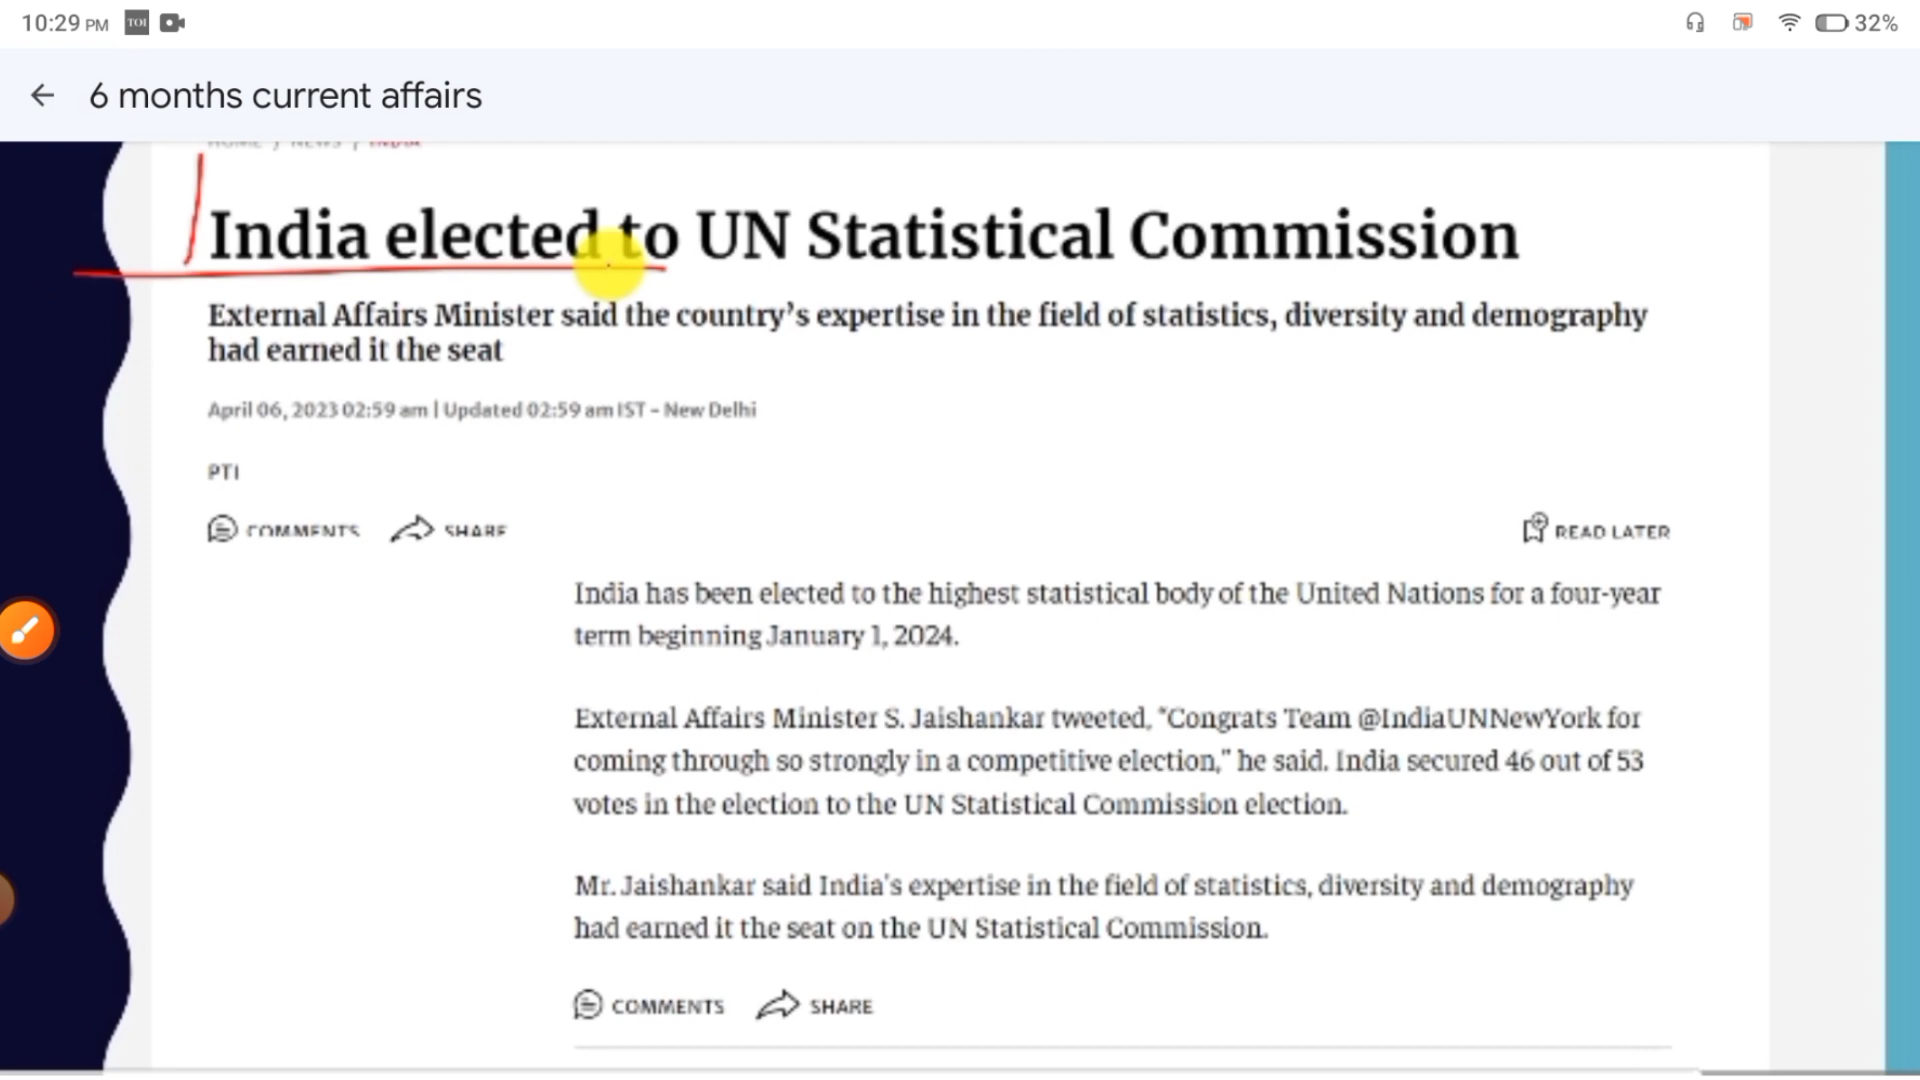 10:29 PM TOI 32%
6 months current affairs
HOME / NEWS / INDIA
India elected to UN Statistical Commission
External Affairs Minister said the country's expertise in the field of statistics, diversity and demography
had earned it the seat
April 06, 2023 02:59 am | Updated 02:59 am IST - New Delhi
PTI
COMMENTS SHARE READ LATER
India has been elected to the highest statistical body of the United Nations for a four-year
term beginning January 1, 2024.
External Affairs Minister S. Jaishankar tweeted, "Congrats Team @IndiaUNNewYork for
coming through so strongly in a competitive election," he said. India secured 46 out of 53
votes in the election to the UN Statistical Commission election.
Mr. Jaishankar said India's expertise in the field of statistics, diversity and demography
had earned it the seat on the UN Statistical Commission.
COMMENTS SHARE